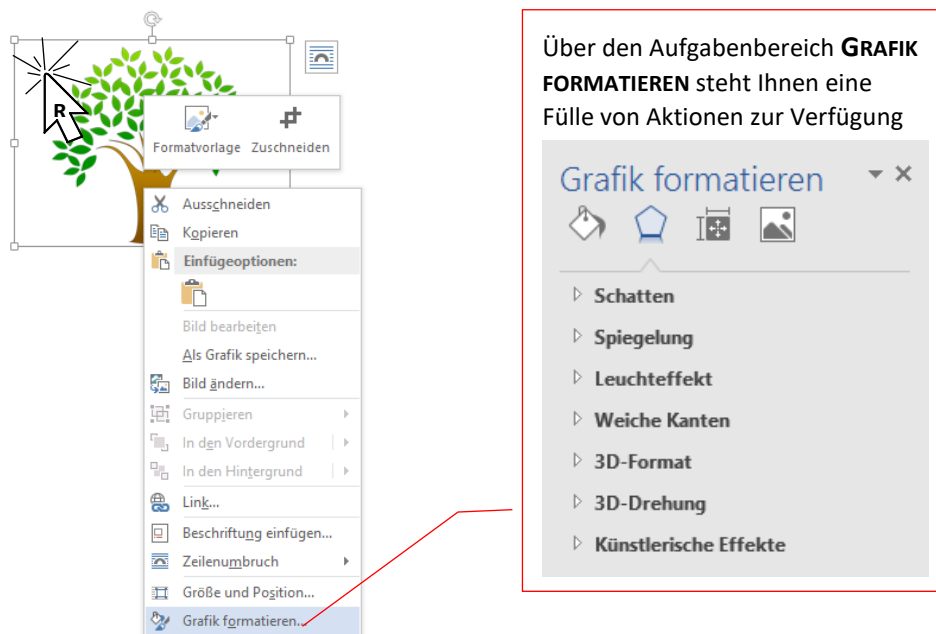 R
Formatvorlage Zuschneiden
Ausschneiden
Kopieren
Einfügeoptionen:
Bild bearbeiten
Als Grafik speichern...
Bild ändern...
Gruppieren
In den Vordergrund
In den Hintergrund
Link...
Beschriftung einfügen...
Zeilenumbruch
Größe und Position...
Grafik formatieren...
Über den Aufgabenbereich GRAFIK
FORMATIEREN steht Ihnen eine
Fülle von Aktionen zur Verfügung
Grafik formatieren
Schatten
Spiegelung
Leuchteffekt
Weiche Kanten
3D-Format
3D-Drehung
Künstlerische Effekte